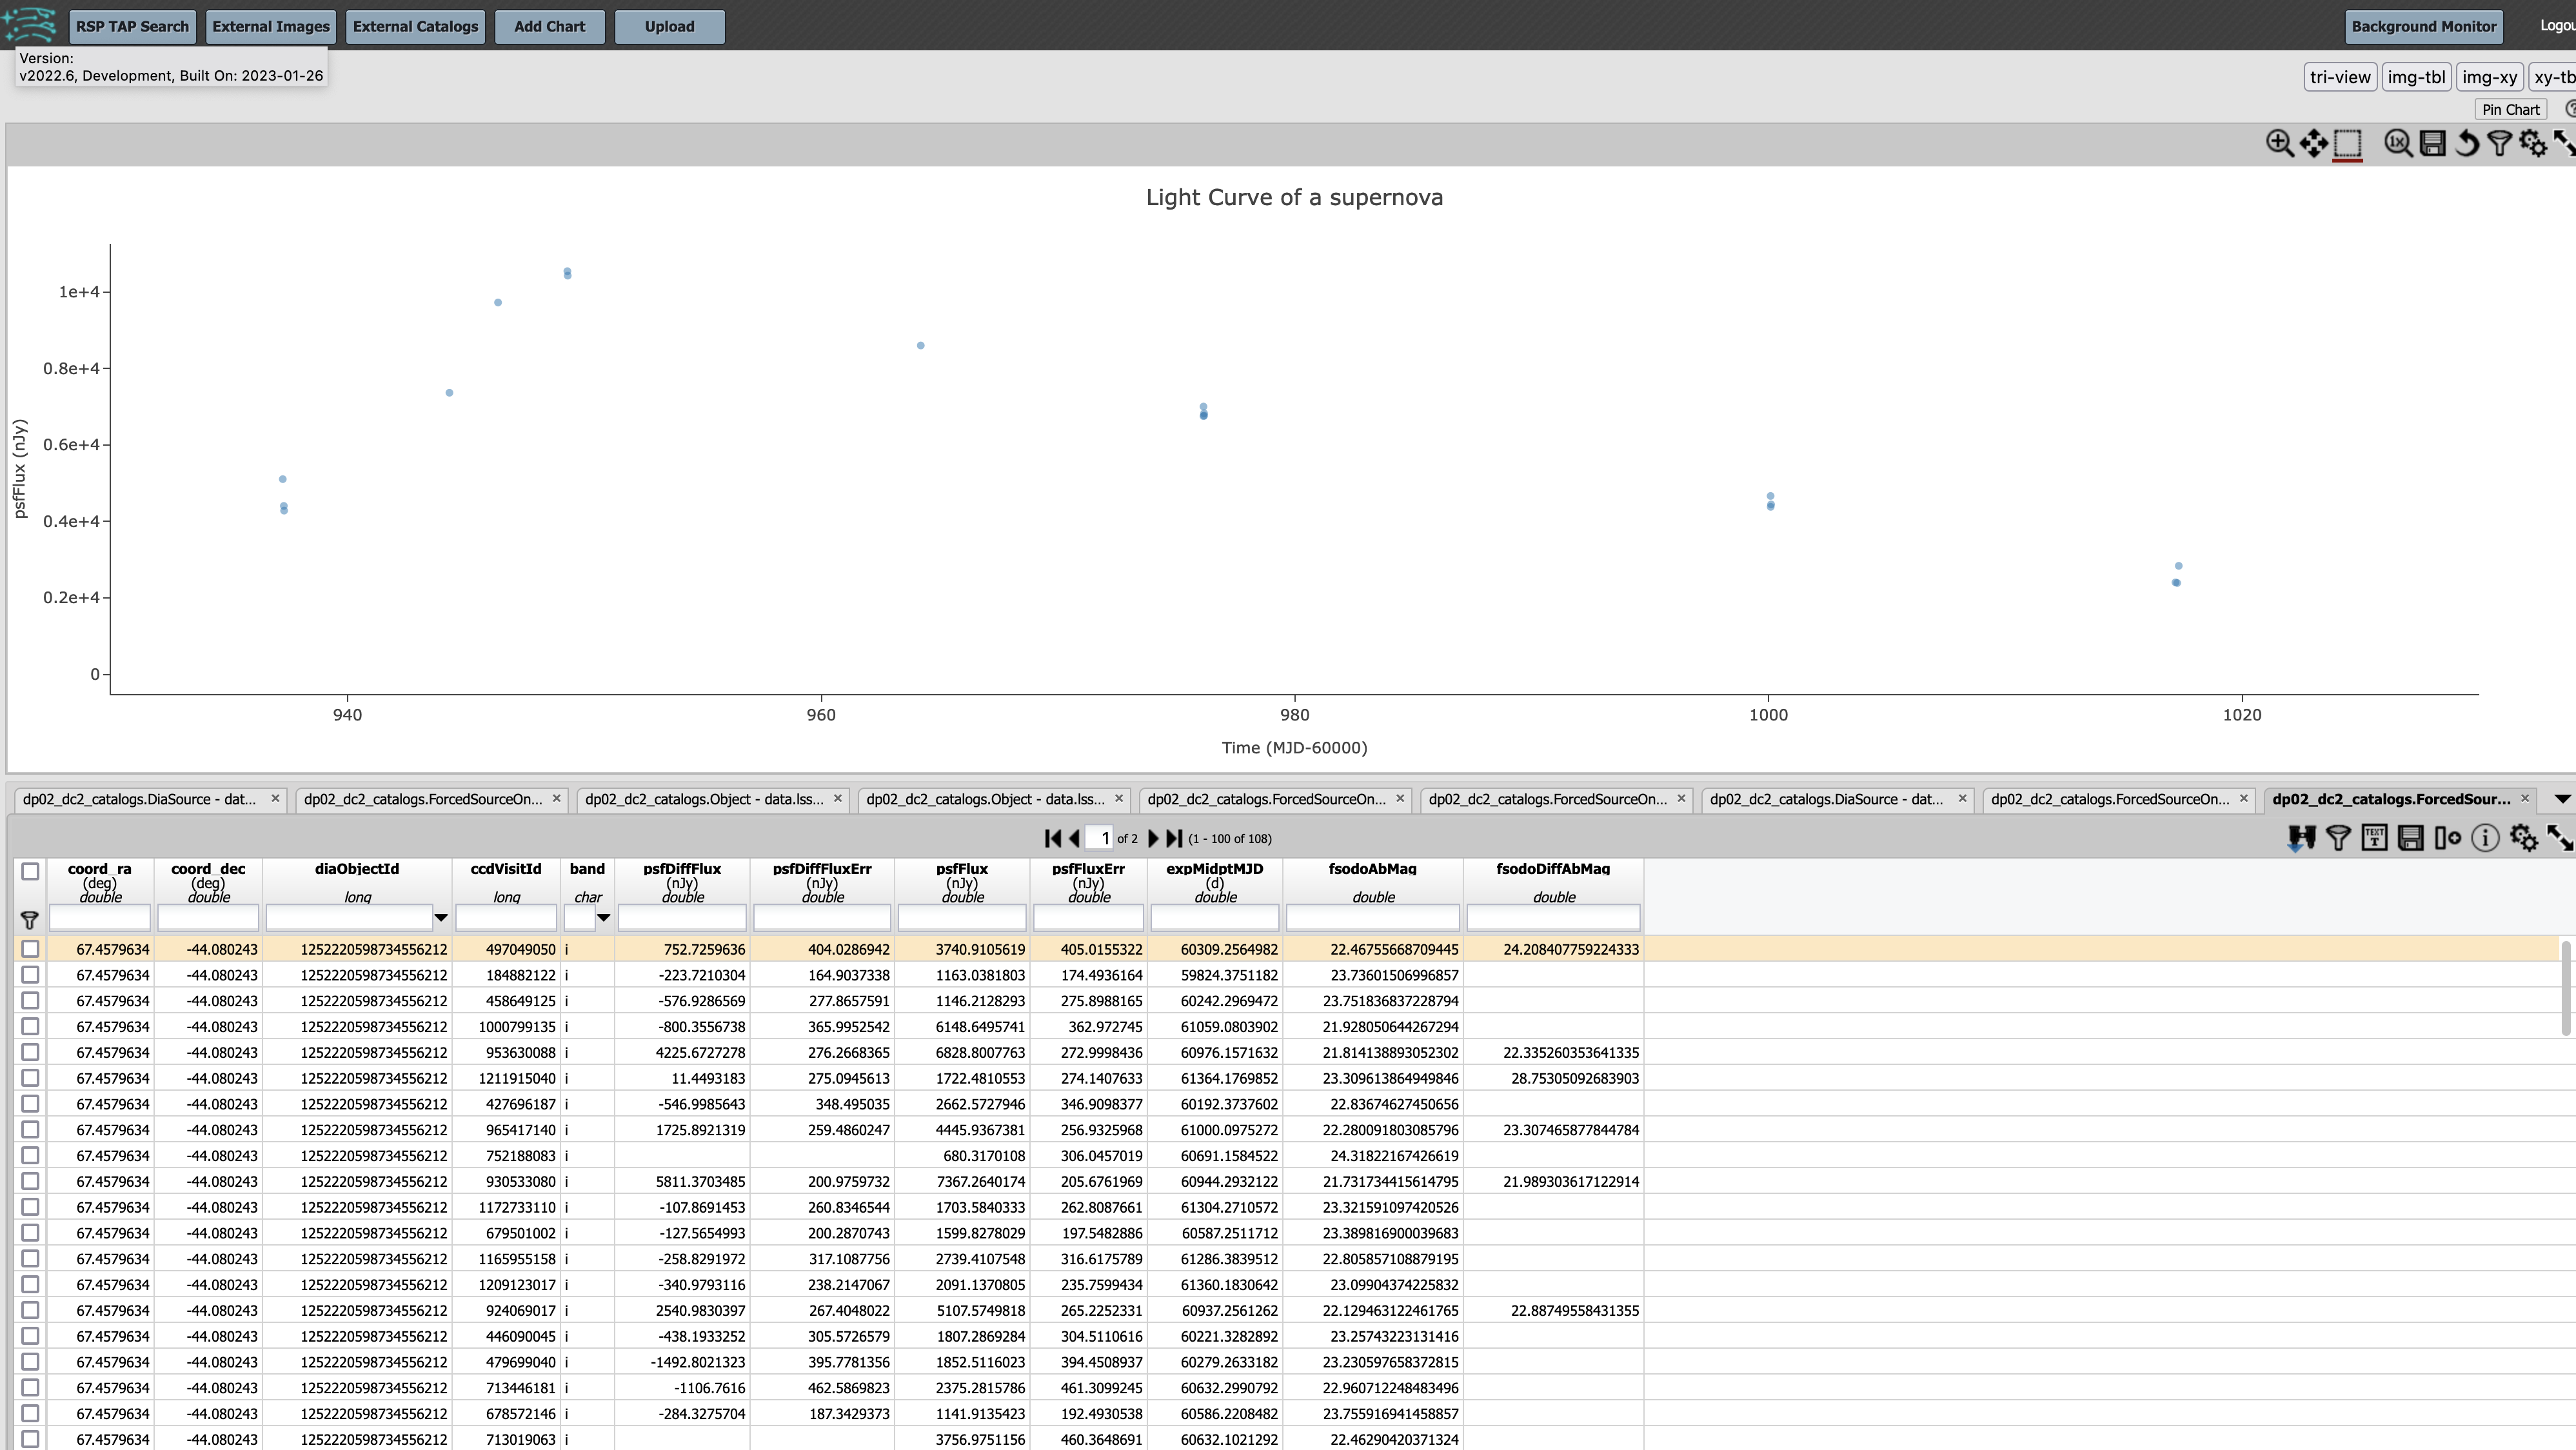 RSP TAP Search External Images External Catalogs Add Chart Upload Background Monitor Logou
Version:
v2022.6, Development, Built On: 2023-01-26
tri-view img-tbl img-xy xy-tb
Pin Chart
Light Curve of a supernova
1e+4
0.8e+4
0.6e+4
0.4e+4
0.2e+4
0
psfFlux (nJy)
940 960 980 1000 1020
Time (MJD-60000)
dp02_dc2_catalogs.DiaSource - dat... × dp02_dc2_catalogs.ForcedSourceOn... × dp02_dc2_catalogs.Object - data.lss... × dp02_dc2_catalogs.Object - data.lss... × dp02_dc2_catalogs.ForcedSourceOn... × dp02_dc2_catalogs.ForcedSourceOn... × dp02_dc2_catalogs.DiaSource - dat... × dp02_dc2_catalogs.ForcedSourceOn... × dp02_dc2_catalogs.ForcedSour... ×
1 of 2 (1 - 100 of 108)
coord_ra coord_dec diaObjectId ccdVisitId band psfDiffFlux psfDiffFluxErr psfFlux psfFluxErr expMidptMJD fsodoAbMag fsodoDiffAbMag
(deg) (deg) (nJy) (nJy) (nJy) (nJy) (d)
double double long long char double double double double double double double
67.4579634 -44.080243 1252220598734556212 497049050 i 752.7259636 404.0286942 3740.9105619 405.0155322 60309.2564982 22.46755668709445 24.208407759224333
67.4579634 -44.080243 1252220598734556212 184882122 i -223.7210304 164.9037338 1163.0381803 174.4936164 59824.3751182 23.73601506996857
67.4579634 -44.080243 1252220598734556212 458649125 i -576.9286569 277.8657591 1146.2128293 275.8988165 60242.2969472 23.751836837228794
67.4579634 -44.080243 1252220598734556212 1000799135 i -800.3556738 365.9952542 6148.6495741 362.972745 61059.0803902 21.928050644267294
67.4579634 -44.080243 1252220598734556212 953630088 i 4225.6727278 276.2668365 6828.8007763 272.9998436 60976.1571632 21.814138893052302 22.335260353641335
67.4579634 -44.080243 1252220598734556212 1211915040 i 11.4493183 275.0945613 1722.4810553 274.1407633 61364.1769852 23.309613864949846 28.75305092683903
67.4579634 -44.080243 1252220598734556212 427696187 i -546.9985643 348.495035 2662.5727946 346.9098377 60192.3737602 22.83674627450656
67.4579634 -44.080243 1252220598734556212 965417140 i 1725.8921319 259.4860247 4445.9367381 256.9325968 61000.0975272 22.280091803085796 23.307465877844784
67.4579634 -44.080243 1252220598734556212 752188083 i 680.3170108 306.0457019 60691.1584522 24.31822167426619
67.4579634 -44.080243 1252220598734556212 930533080 i 5811.3703485 200.9759732 7367.2640174 205.6761969 60944.2932122 21.731734415614795 21.989303617122914
67.4579634 -44.080243 1252220598734556212 1172733110 i -107.8691453 260.8346544 1703.5840333 262.8087661 61304.2710572 23.321591097420526
67.4579634 -44.080243 1252220598734556212 679501002 i -127.5654993 200.2870743 1599.8278029 197.5482886 60587.2511712 23.389816900039683
67.4579634 -44.080243 1252220598734556212 1165955158 i -258.8291972 317.1087756 2739.4107548 316.6175789 61286.3839512 22.805857108879195
67.4579634 -44.080243 1252220598734556212 1209123017 i -340.9793116 238.2147067 2091.1370805 235.7599434 61360.1830642 23.09904374225832
67.4579634 -44.080243 1252220598734556212 924069017 i 2540.9830397 267.4048022 5107.5749818 265.2252331 60937.2561262 22.129463122461765 22.88749558431355
67.4579634 -44.080243 1252220598734556212 446090045 i -438.1933252 305.5726579 1807.2869284 304.5110616 60221.3282892 23.25743223131416
67.4579634 -44.080243 1252220598734556212 479699040 i -1492.8021323 395.7781356 1852.5116023 394.4508937 60279.2633182 23.230597658372815
67.4579634 -44.080243 1252220598734556212 713446181 i -1106.7616 462.5869823 2375.2815786 461.3099245 60632.2990792 22.960712248483496
67.4579634 -44.080243 1252220598734556212 678572146 i -284.3275704 187.3429373 1141.9135423 192.4930538 60586.2208482 23.755916941458857
67.4579634 -44.080243 1252220598734556212 713019063 i 3756.9751156 460.3648691 60632.1021292 22.46290420371324